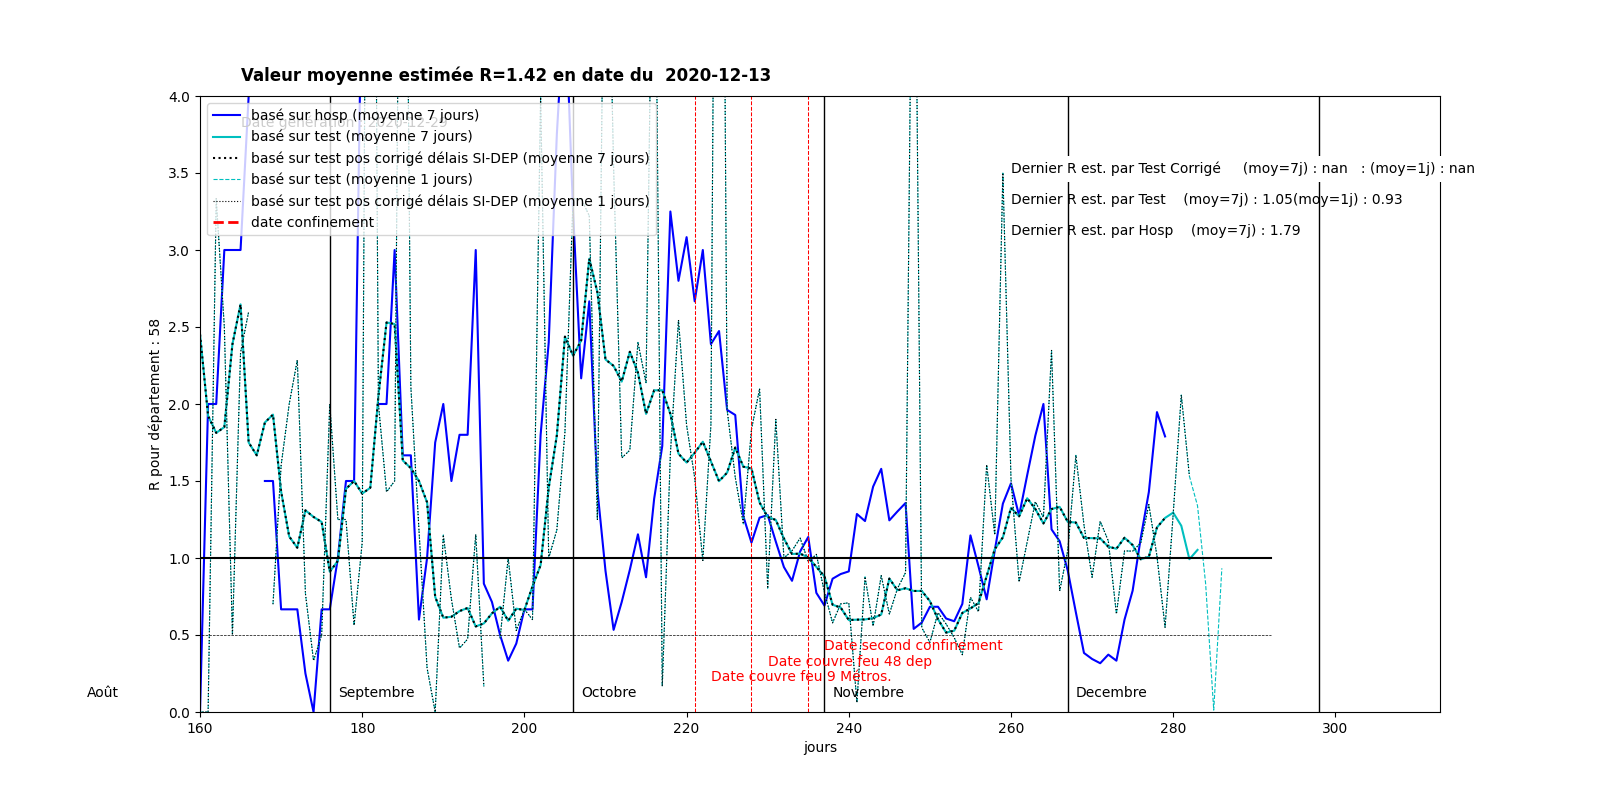 Valeur moyenne estimée R=1.42 en date du  2020-12-13
4.0
3.5
3.0
2.5
2.0
1.5
1.0
0.5
0.0
R pour département : 58
basé sur hosp (moyenne 7 jours)
Date génération : 2020-12-29
basé sur test (moyenne 7 jours)
basé sur test pos corrigé délais SI-DEP (moyenne 7 jours)
basé sur test (moyenne 1 jours)
basé sur test pos corrigé délais SI-DEP (moyenne 1 jours)
date confinement
Dernier R est. par Test Corrigé     (moy=7j) : nan   : (moy=1j) : nan
Dernier R est. par Test    (moy=7j) : 1.05(moy=1j) : 0.93
Dernier R est. par Hosp    (moy=7j) : 1.79
Date second confinement
Date couvre feu 48 dep
Date couvre feu 9 Métros.
Août Septembre Octobre Novembre Decembre
160 180 200 220 240 260 280 300
jours